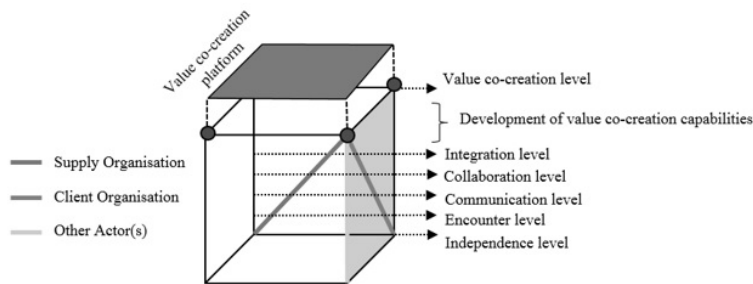 Value co-creation
platform
Value co-creation level
Development of value co-creation capabilities
Integration level
Supply Organisation
Collaboration level
Client Organisation
Communication level
Encounter level
Other Actor(s)
Independence level